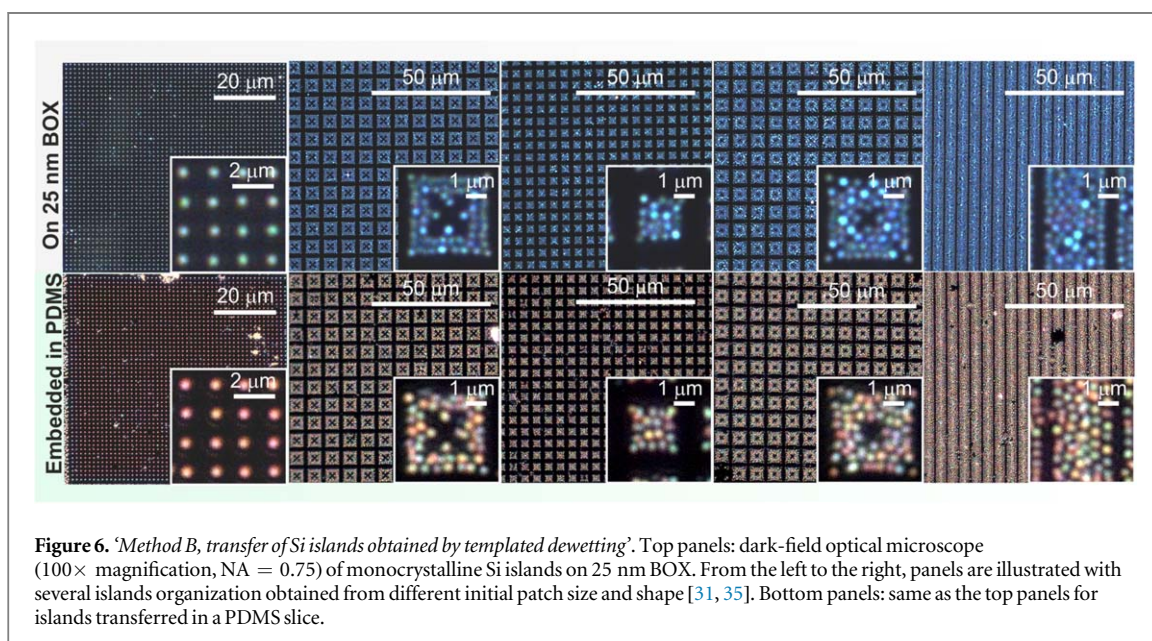 On 25 nm BOX
20 μm
50 μm
50 μm
50 μm
50 μm
2 μm
1 μm
1 μm
1 μm
1 μm
Embedded in PDMS
20 μm
50 μm
50 μm
50 μm
50 μm
2 μm
1 μm
1 μm
1 μm
1 μm
Figure 6. ‘Method B, transfer of Si islands obtained by templated dewetting’. Top panels: dark-field optical microscope
(100× magnification, NA = 0.75) of monocrystalline Si islands on 25 nm BOX. From the left to the right, panels are illustrated with
several islands organization obtained from different initial patch size and shape [31, 35]. Bottom panels: same as the top panels for
islands transferred in a PDMS slice.